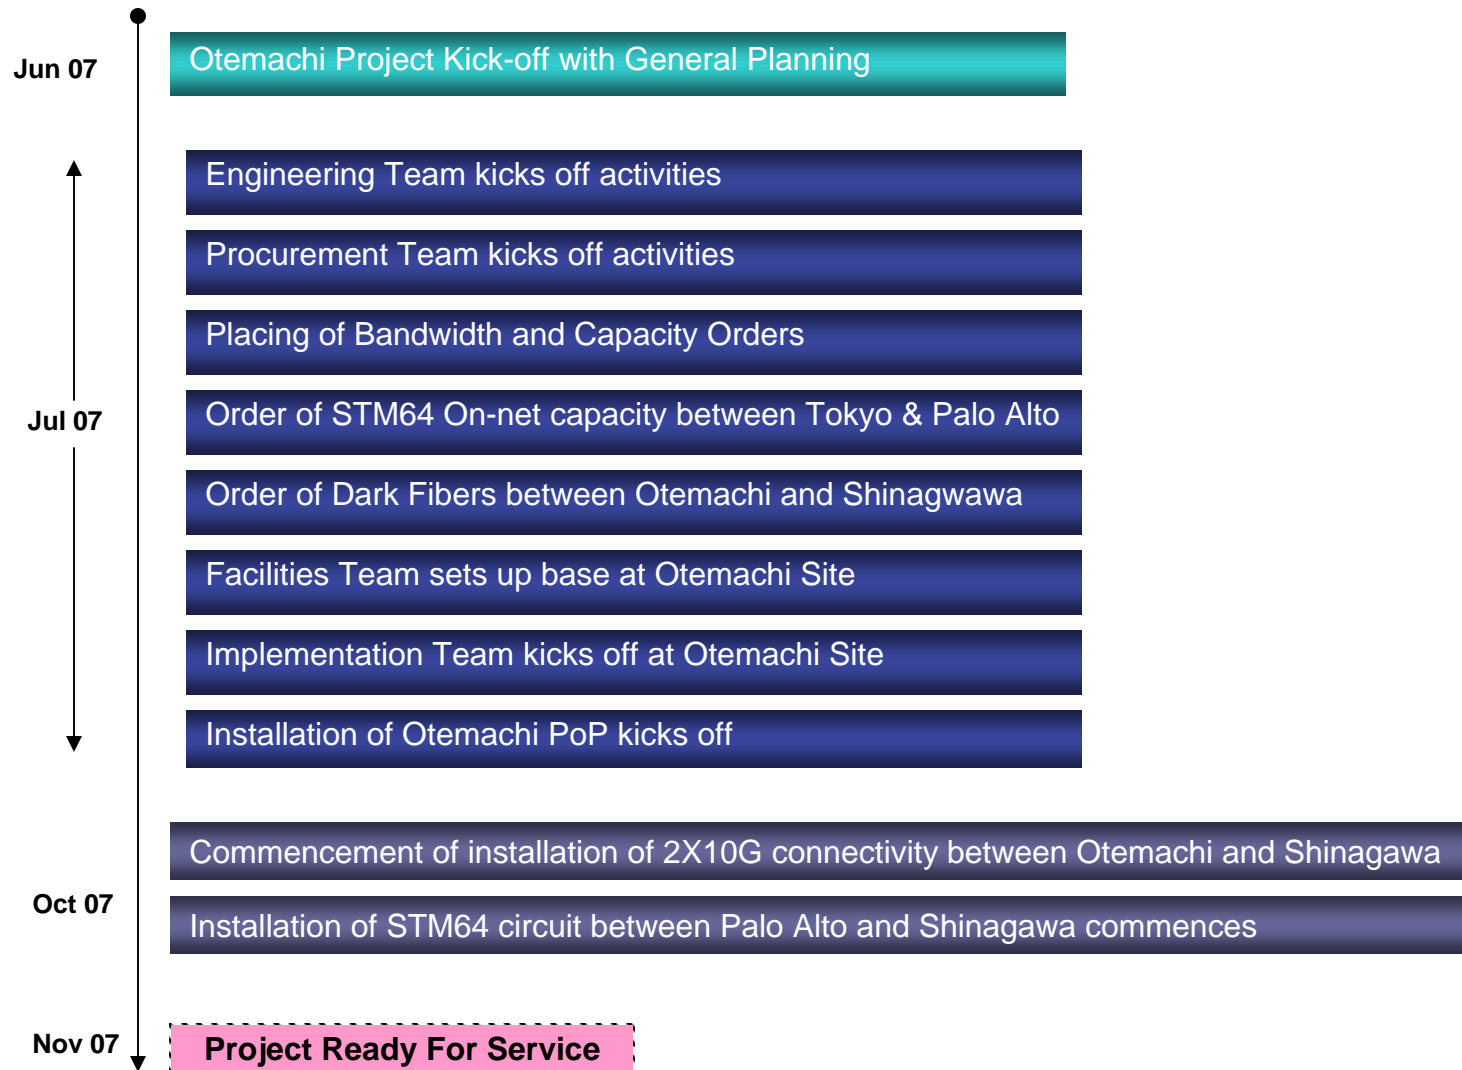 Jun 07
Otemachi Project Kick-off with General Planning
Engineering Team kicks off activities
Procurement Team kicks off activities
Placing of Bandwidth and Capacity Orders
Jul 07
Order of STM64 On-net capacity between Tokyo & Palo Alto
Order of Dark Fibers between Otemachi and Shinagwawa
Facilities Team sets up base at Otemachi Site
Implementation Team kicks off at Otemachi Site
Installation of Otemachi PoP kicks off
Commencement of installation of 2X10G connectivity between Otemachi and Shinagawa
Oct 07
Installation of STM64 circuit between Palo Alto and Shinagawa commences
Nov 07
Project Ready For Service